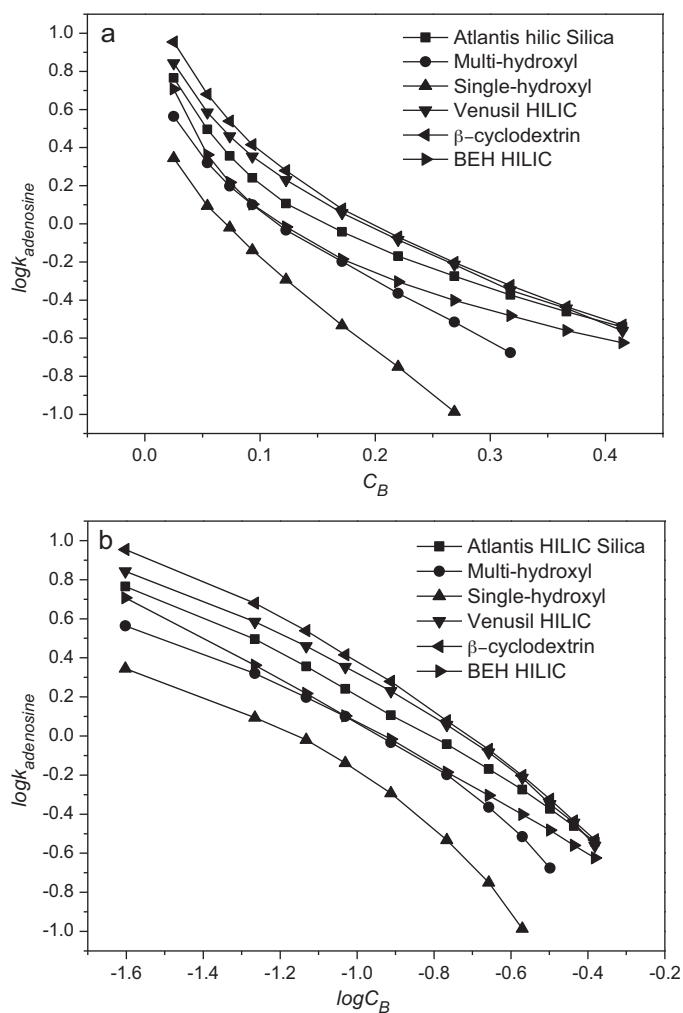 a
Atlantis hilic Silica
Multi-hydroxyl
Single-hydroxyl
Venusil HILIC
β-cyclodextrin
BEH HILIC
1.0
0.8
0.6
0.4
0.2
0.0
-0.2
-0.4
-0.6
-0.8
-1.0
logk_adenosine
0.0 0.1 0.2 0.3 0.4
C_B
b
Atlantis HILIC Silica
Multi-hydroxyl
Single-hydroxyl
Venusil HILIC
β-cyclodextrin
BEH HILIC
1.0
0.8
0.6
0.4
0.2
0.0
-0.2
-0.4
-0.6
-0.8
-1.0
logk_adenosine
-1.6 -1.4 -1.2 -1.0 -0.8 -0.6 -0.4 -0.2
logC_B